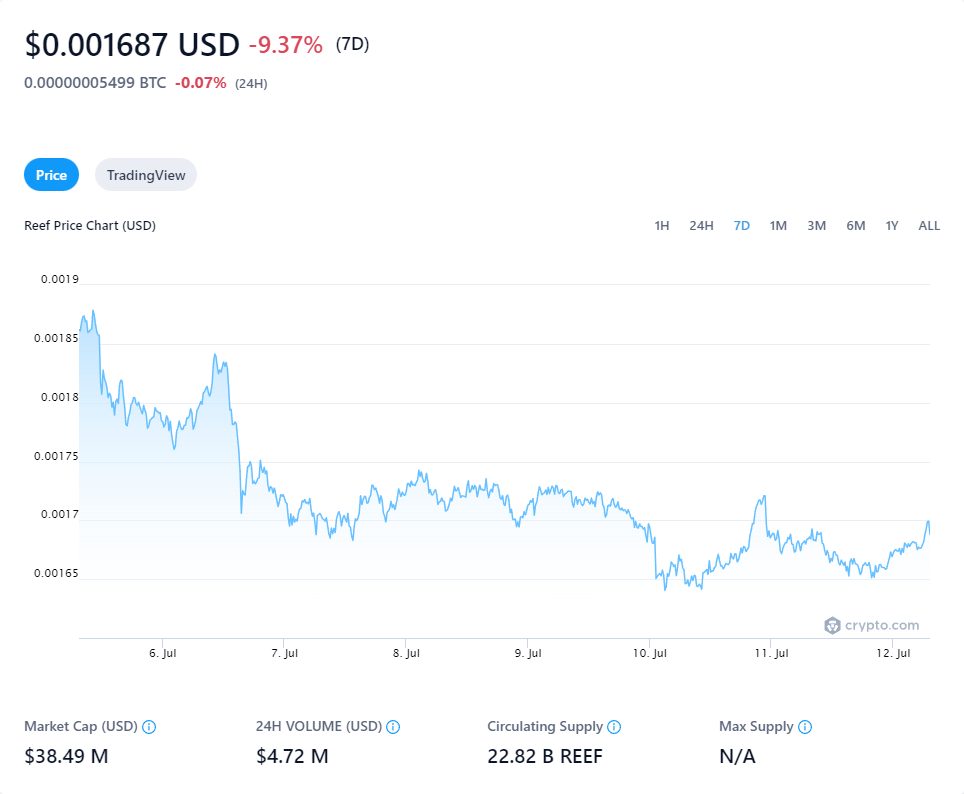 $0.001687 USD -9.37% (7D)
0.00000005499 BTC -0.07% (24H)
Price TradingView
Reef Price Chart (USD) 1H 24H 7D 1M 3M 6M 1Y ALL
0.0019
0.00185
0.0018
0.00175
0.0017
0.00165
crypto.com
6. Jul 7. Jul 8. Jul 9. Jul 10. Jul 11. Jul 12. Jul
Market Cap (USD) 24H VOLUME (USD) Circulating Supply Max Supply
$38.49 M $4.72 M 22.82 B REEF N/A